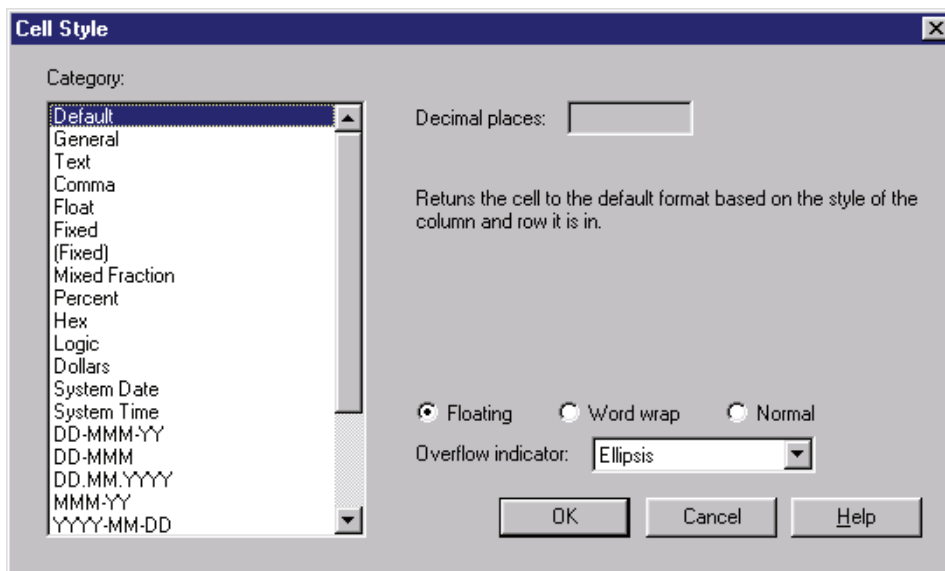 Cell Style
Category:
Default
General
Text
Comma
Float
Fixed
(Fixed)
Mixed Fraction
Percent
Hex
Logic
Dollars
System Date
System Time
DD-MMM-YY
DD-MMM
DD.MM.YYYY
MMM-YY
YYYY-MM-DD
Decimal places:
Retuns the cell to the default format based on the style of the
column and row it is in.
Floating Word wrap Normal
Overflow indicator: Ellipsis
OK Cancel Help